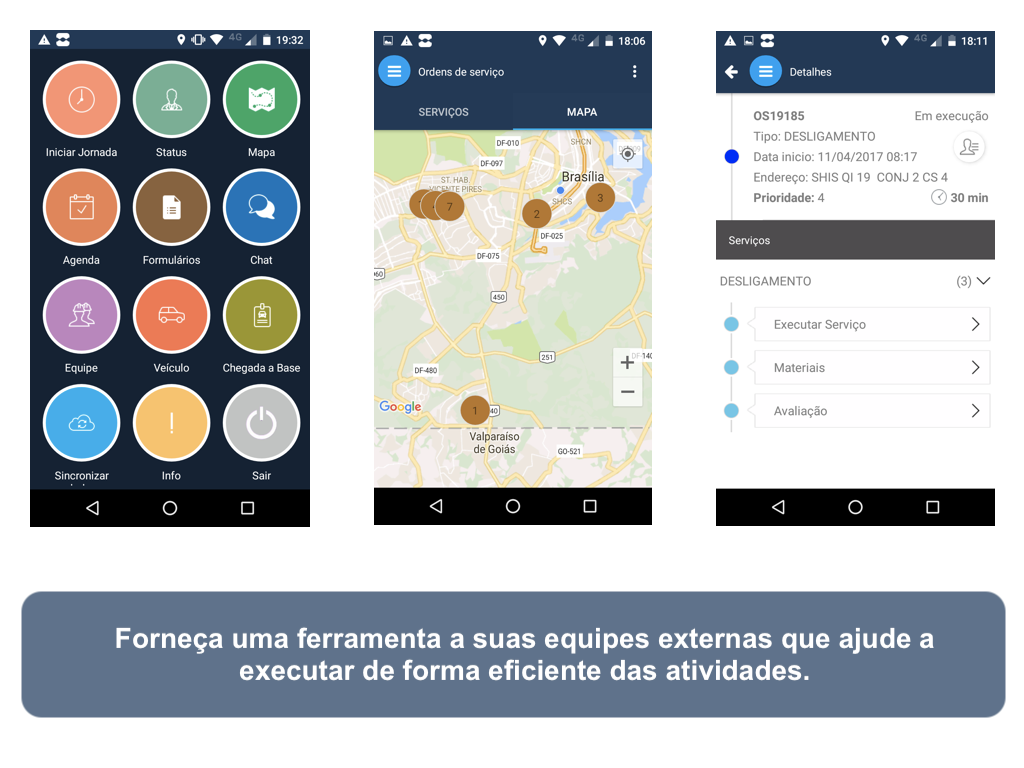 19:32
Iniciar Jornada
Status
Mapa
Agenda
Formulários
Chat
Equipe
Veículo
Chegada a Base
Sincronizar
Info
Sair
4G 18:06
Ordens de serviço
SERVIÇOS
MAPA
DF-010
SHCN
DF-097
ST. HAB.
VICENTE PIRES
Brasília
7
2
3
SHCS
DF-025
DF-075
060
450
251
DF-140
DF-480
Google
1
40
Valparaíso
de Goiás
GO-521
4G 18:11
Detalhes
OS19185
Em execução
Tipo: DESLIGAMENTO
Data inicio: 11/04/2017 08:17
Endereço: SHIS QI 19 CONJ 2 CS 4
Prioridade: 4
30 min
Serviços
DESLIGAMENTO
(3)
Executar Serviço
Materiais
Avaliação
Forneça uma ferramenta a suas equipes externas que ajude a
executar de forma eficiente das atividades.